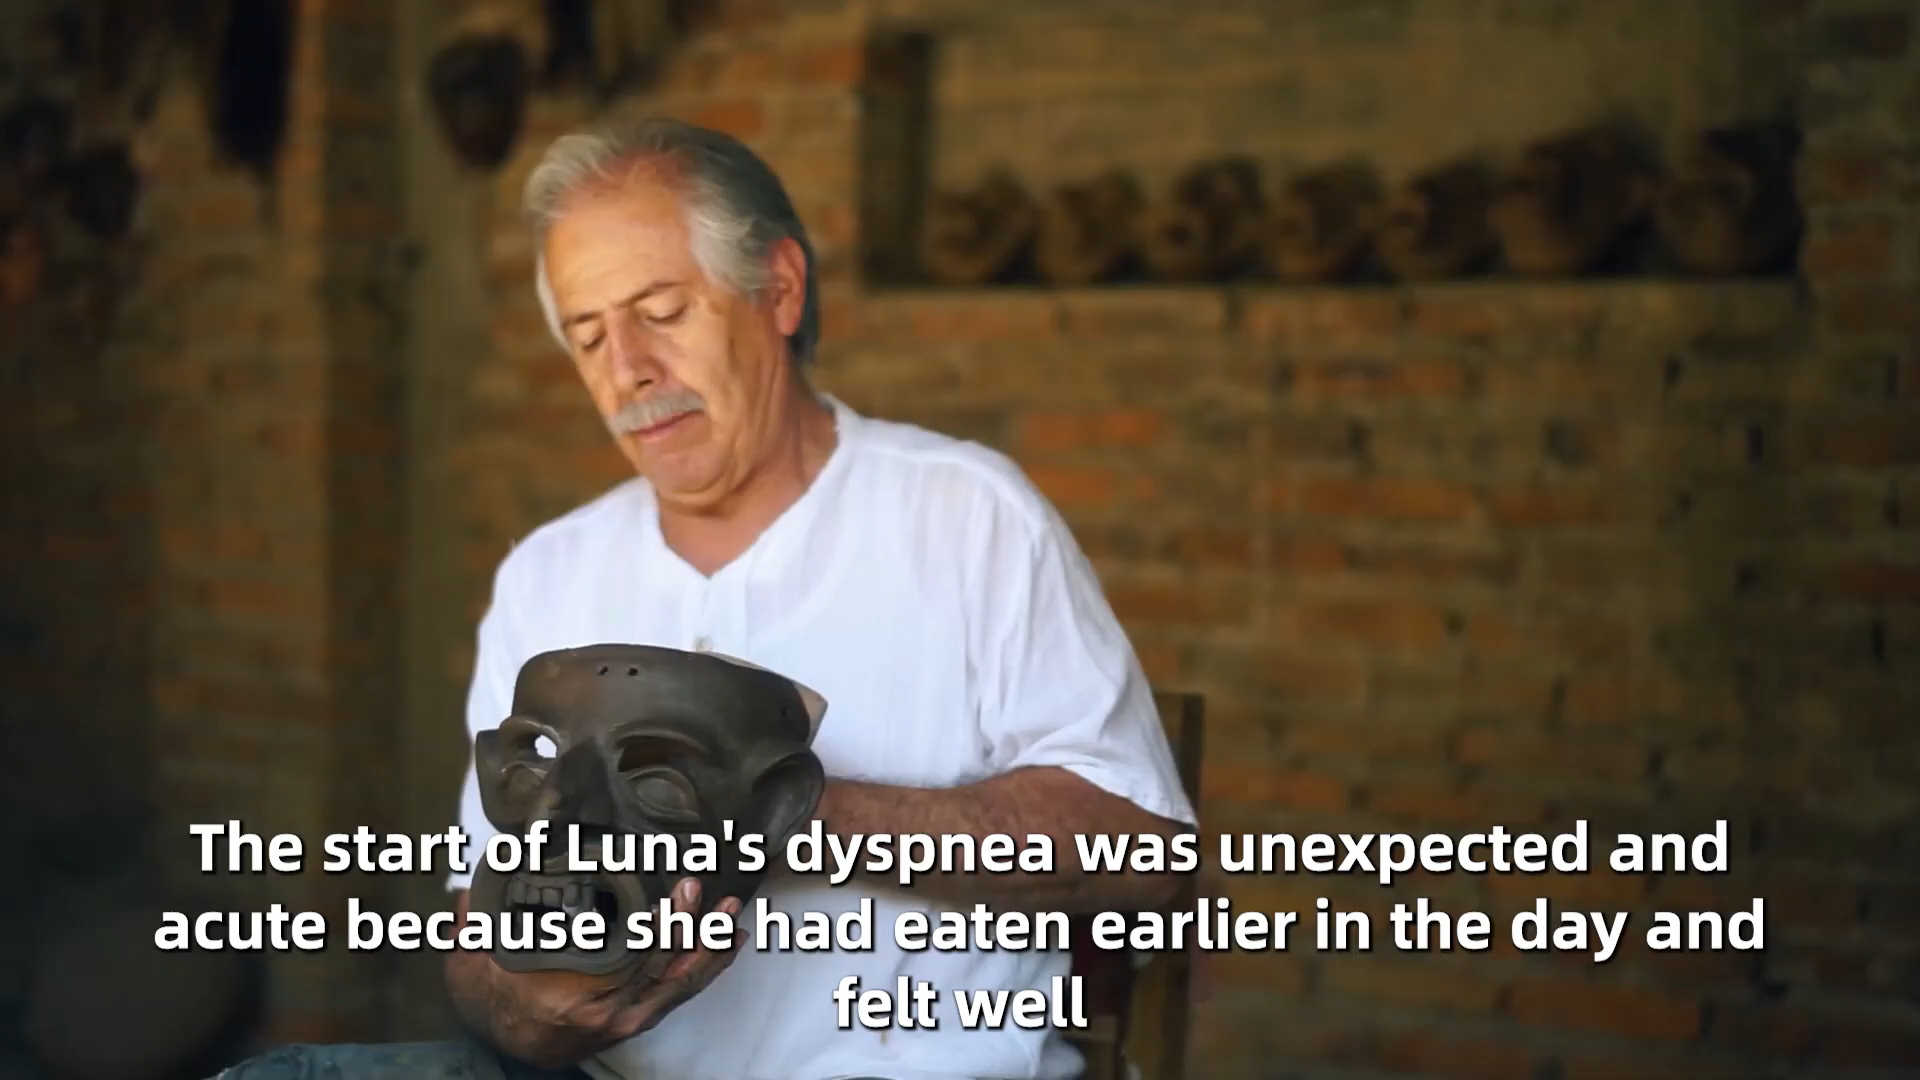 The start of Luna's dyspnea was unexpected and
acute because she had eaten earlier in the day and
felt well